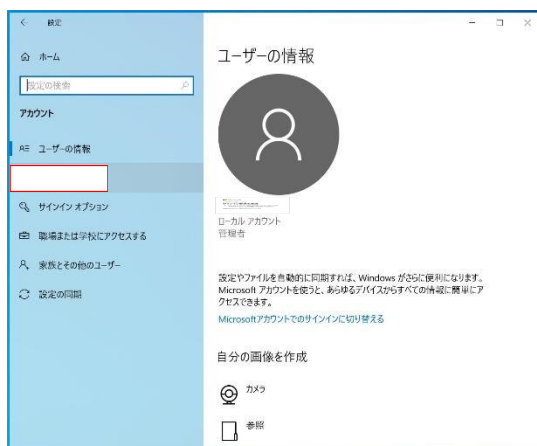 設定
ホーム
設定の検索
アカウント
ユーザーの情報
サインイン オプション
職場または学校にアクセスする
家族とその他のユーザー
設定の同期
ユーザーの情報
ローカル アカウント
管理者
設定やファイルを自動的に同期すれば、Windows がさらに便利になります。
Microsoft アカウントを使うと、あらゆるデバイスからすべての情報に簡単にア
クセスできます。
Microsoftアカウントでのサインインに切り替える
自分の画像を作成
カメラ
参照